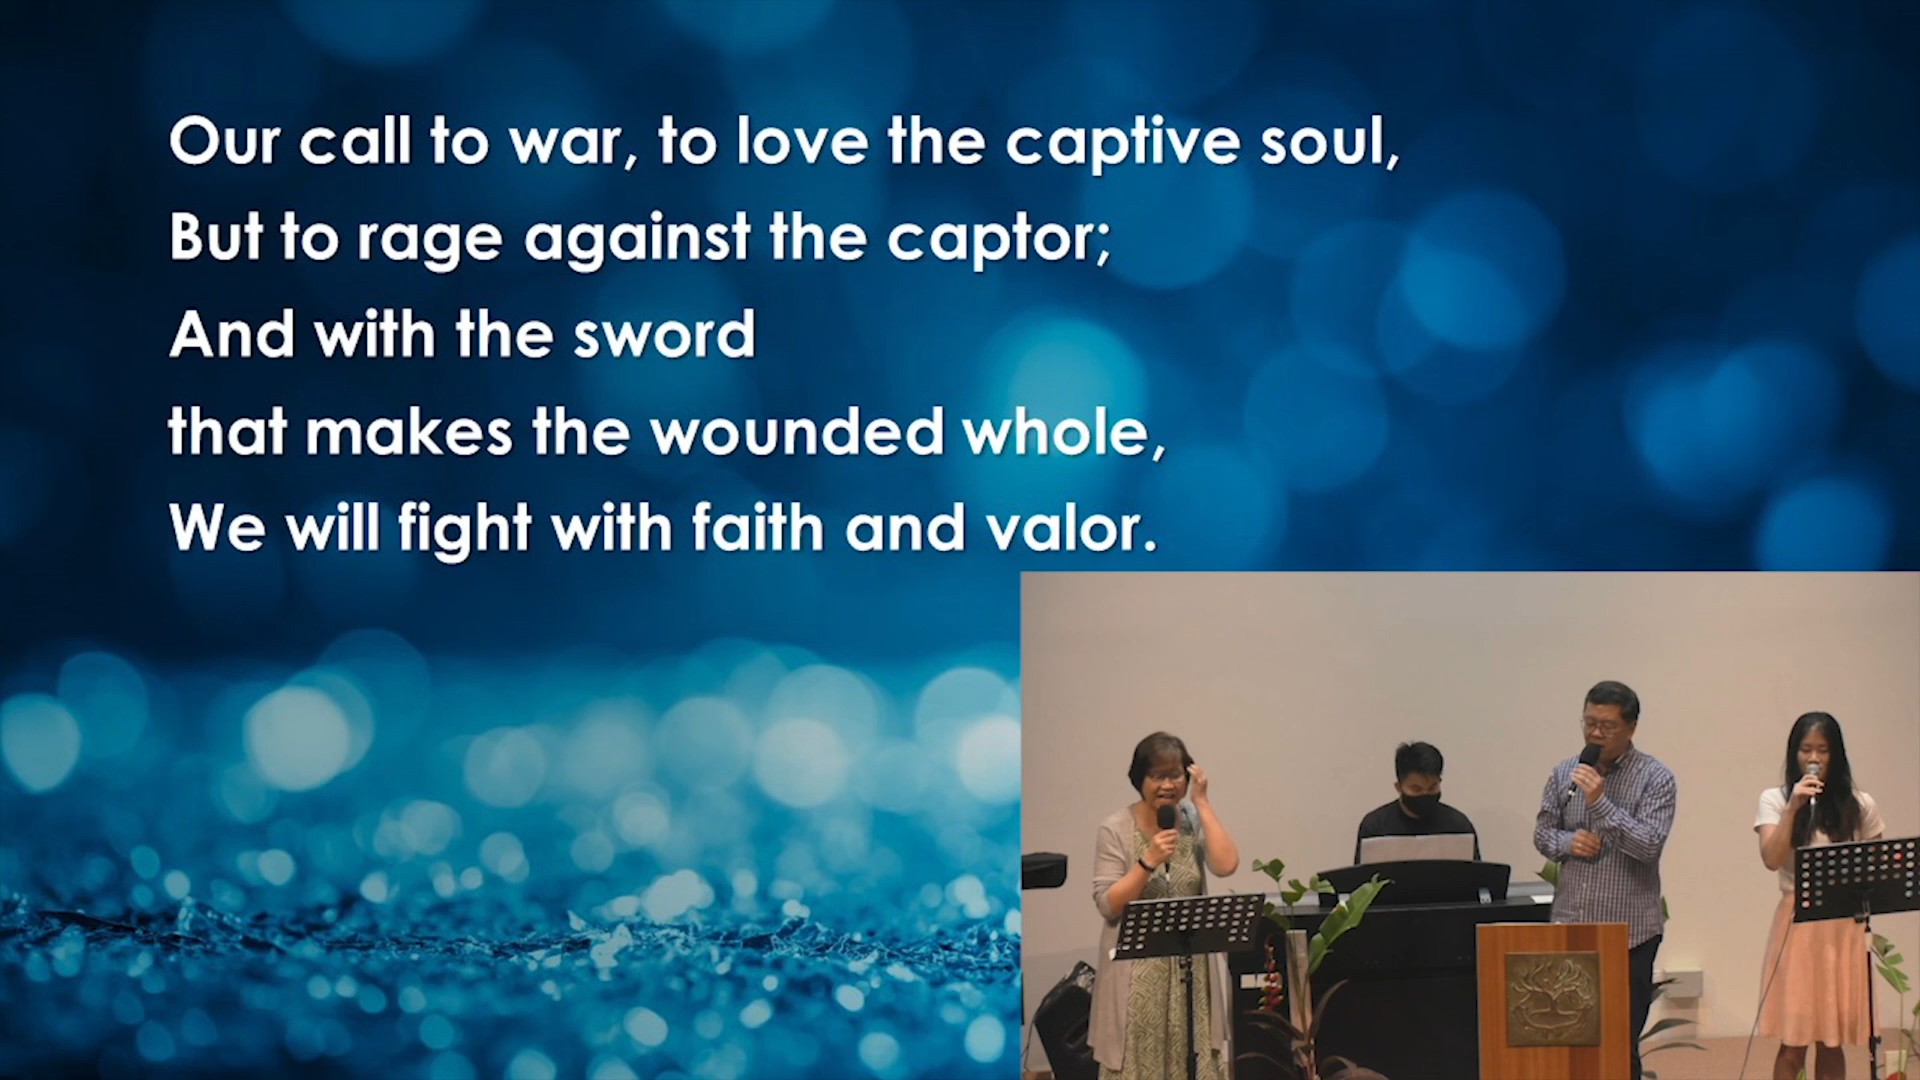 Our call to war, to love the captive soul,
But to rage against the captor;
And with the sword
that makes the wounded whole,
We will fight with faith and valor.